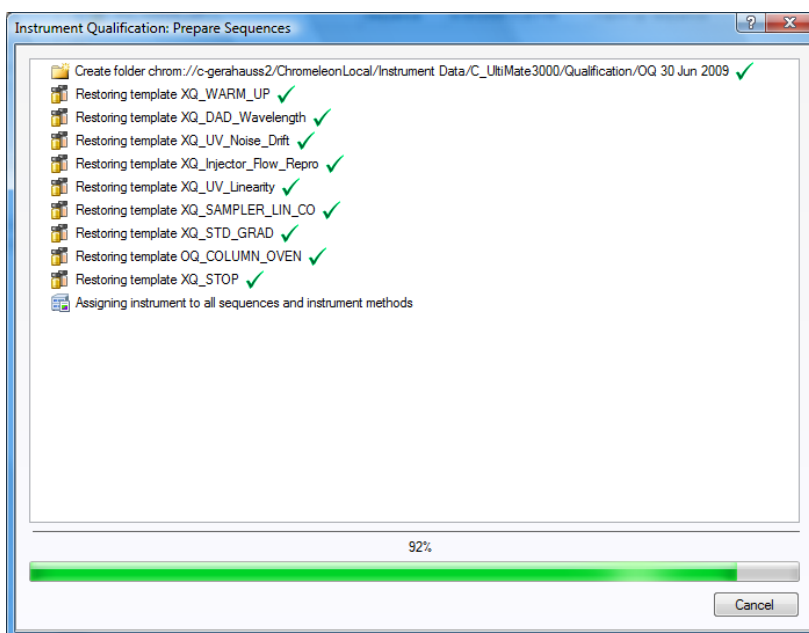 Instrument Qualification: Prepare Sequences
Create folder chrom://c-gerahauss2/ChromeleonLocal/Instrument Data/C_UltiMate3000/Qualification/OQ 30 Jun 2009
Restoring template XQ_WARM_UP
Restoring template XQ_DAD_Wavelength
Restoring template XQ_UV_Noise_Drift
Restoring template XQ_Injector_Flow_Repro
Restoring template XQ_UV_Linearity
Restoring template XQ_SAMPLER_LIN_CO
Restoring template XQ_STD_GRAD
Restoring template OQ_COLUMN_OVEN
Restoring template XQ_STOP
Assigning instrument to all sequences and instrument methods
92%
Cancel